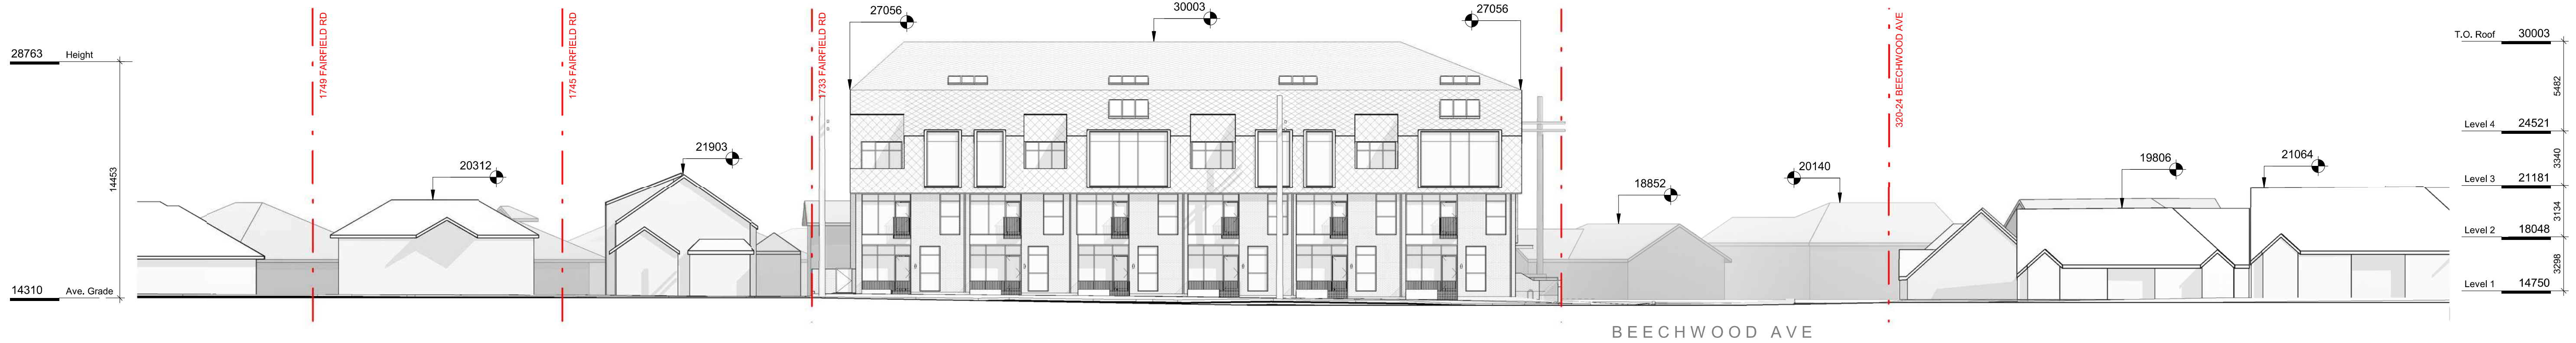 27056
30003
27056
28763 Height
1749 FAIRFIELD RD
1745 FAIRFIELD RD
1733 FAIRFIELD RD
320-24 BEECHWOOD AVE
T.O. Roof 30003
5482
Level 4 24521
3340
Level 3 21181
3134
Level 2 18048
3298
Level 1 14750
14453
20312
21903
18852
20140
19806
21064
14310 Ave. Grade
BEECHWOOD AVE